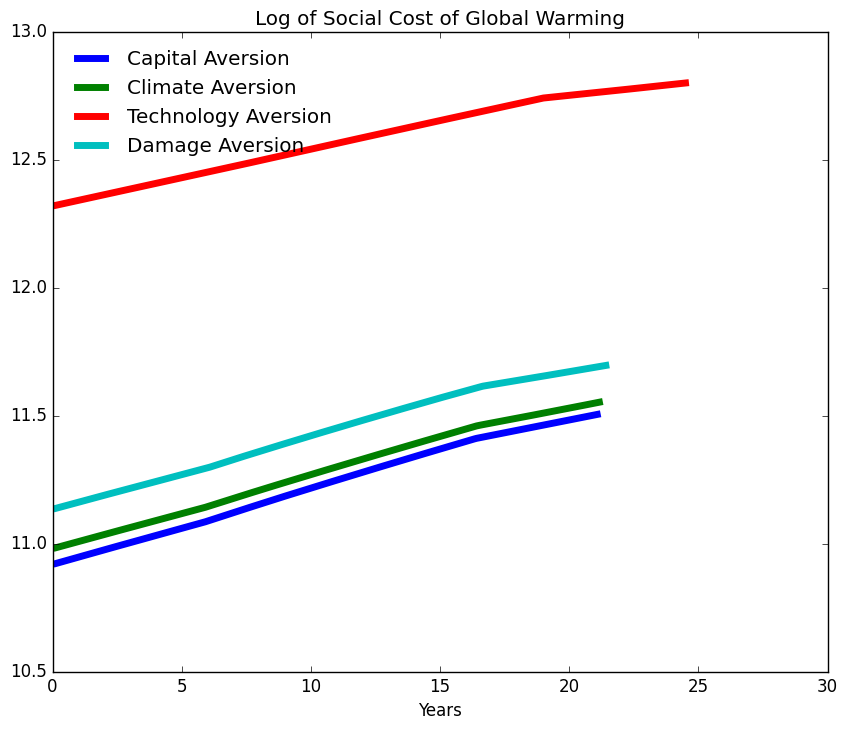 Log of Social Cost of Global Warming
13.0
12.5
12.0
11.5
11.0
10.5
Capital Aversion
Climate Aversion
Technology Aversion
Damage Aversion
0 5 10 15 20 25 30
Years